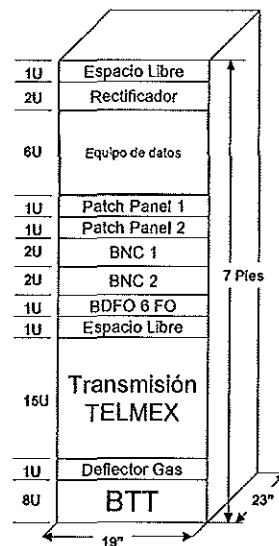 1U Espacio Libre
2U Rectificador
6U Equipo de datos
1U Patch Panel 1
1U Patch Panel 2
2U BNC 1
7 Pies
2U BNC 2
1U BDFO 6 FO
1U Espacio Libre
15U Transmisión
TELMEX
1U Deflector Gas
8U BTT
23"
19"